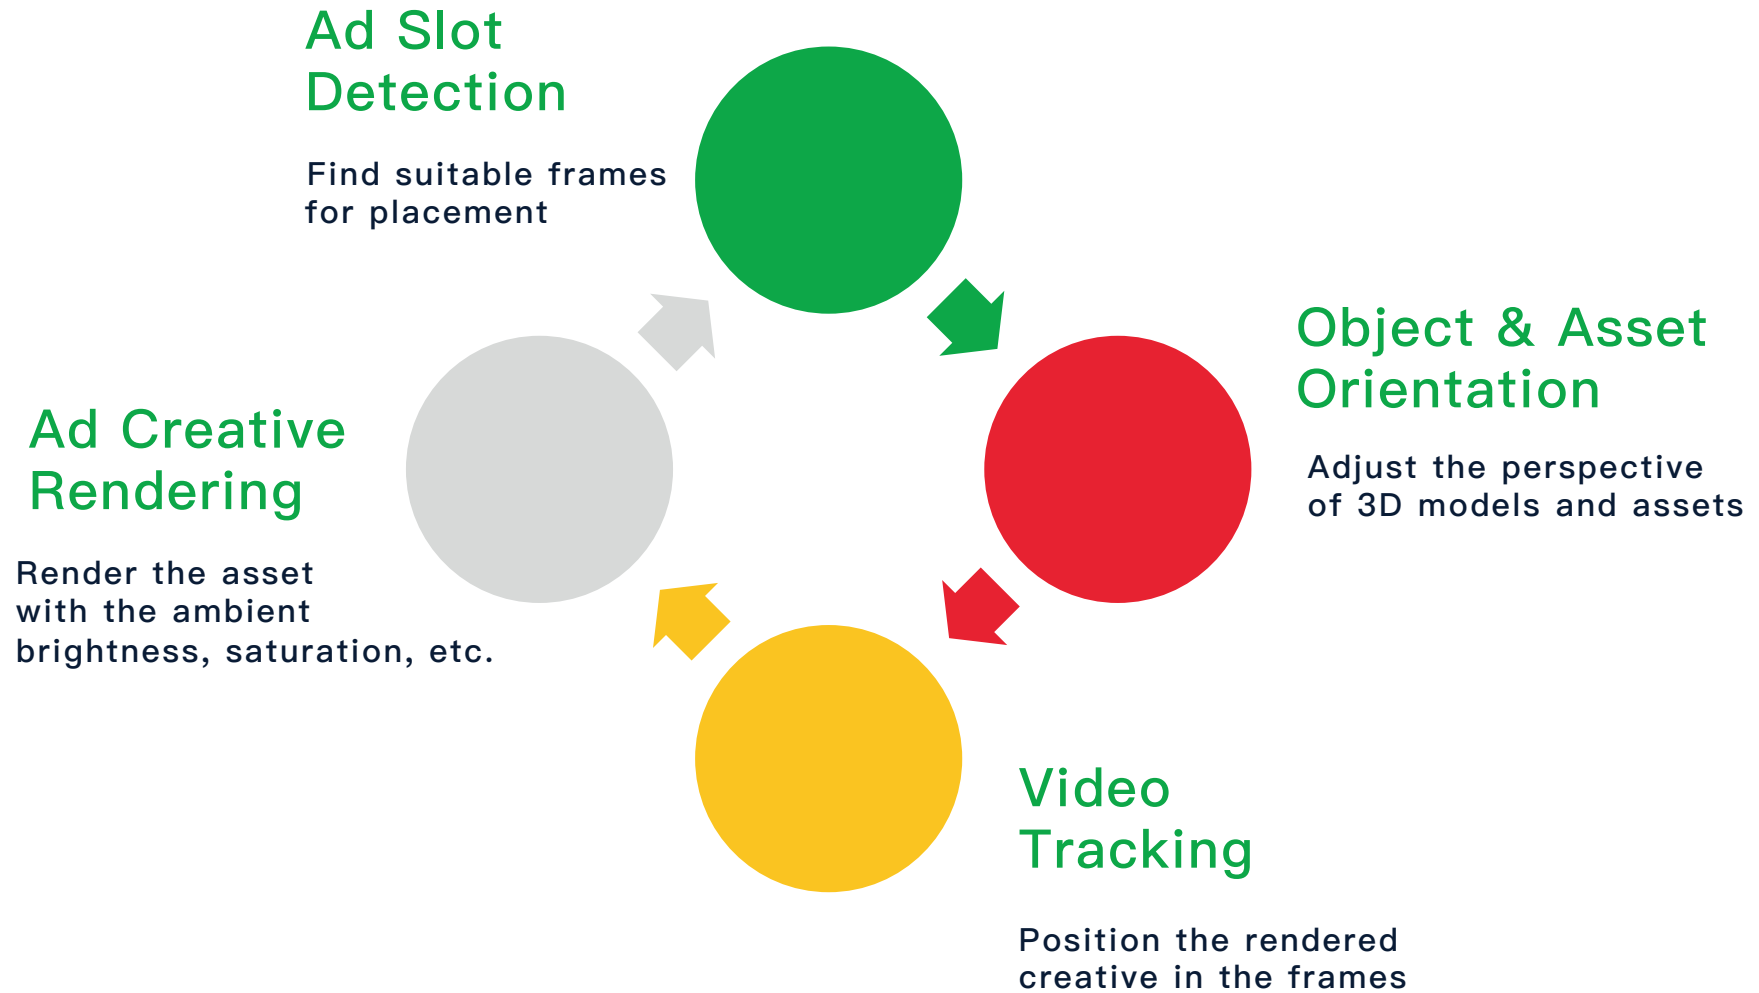 Ad Slot
Detection
Find suitable frames
for placement
Object & Asset
Orientation
Adjust the perspective
of 3D models and assets
Ad Creative
Rendering
Render the asset
with the ambient
brightness, saturation, etc.
Video
Tracking
Position the rendered
creative in the frames